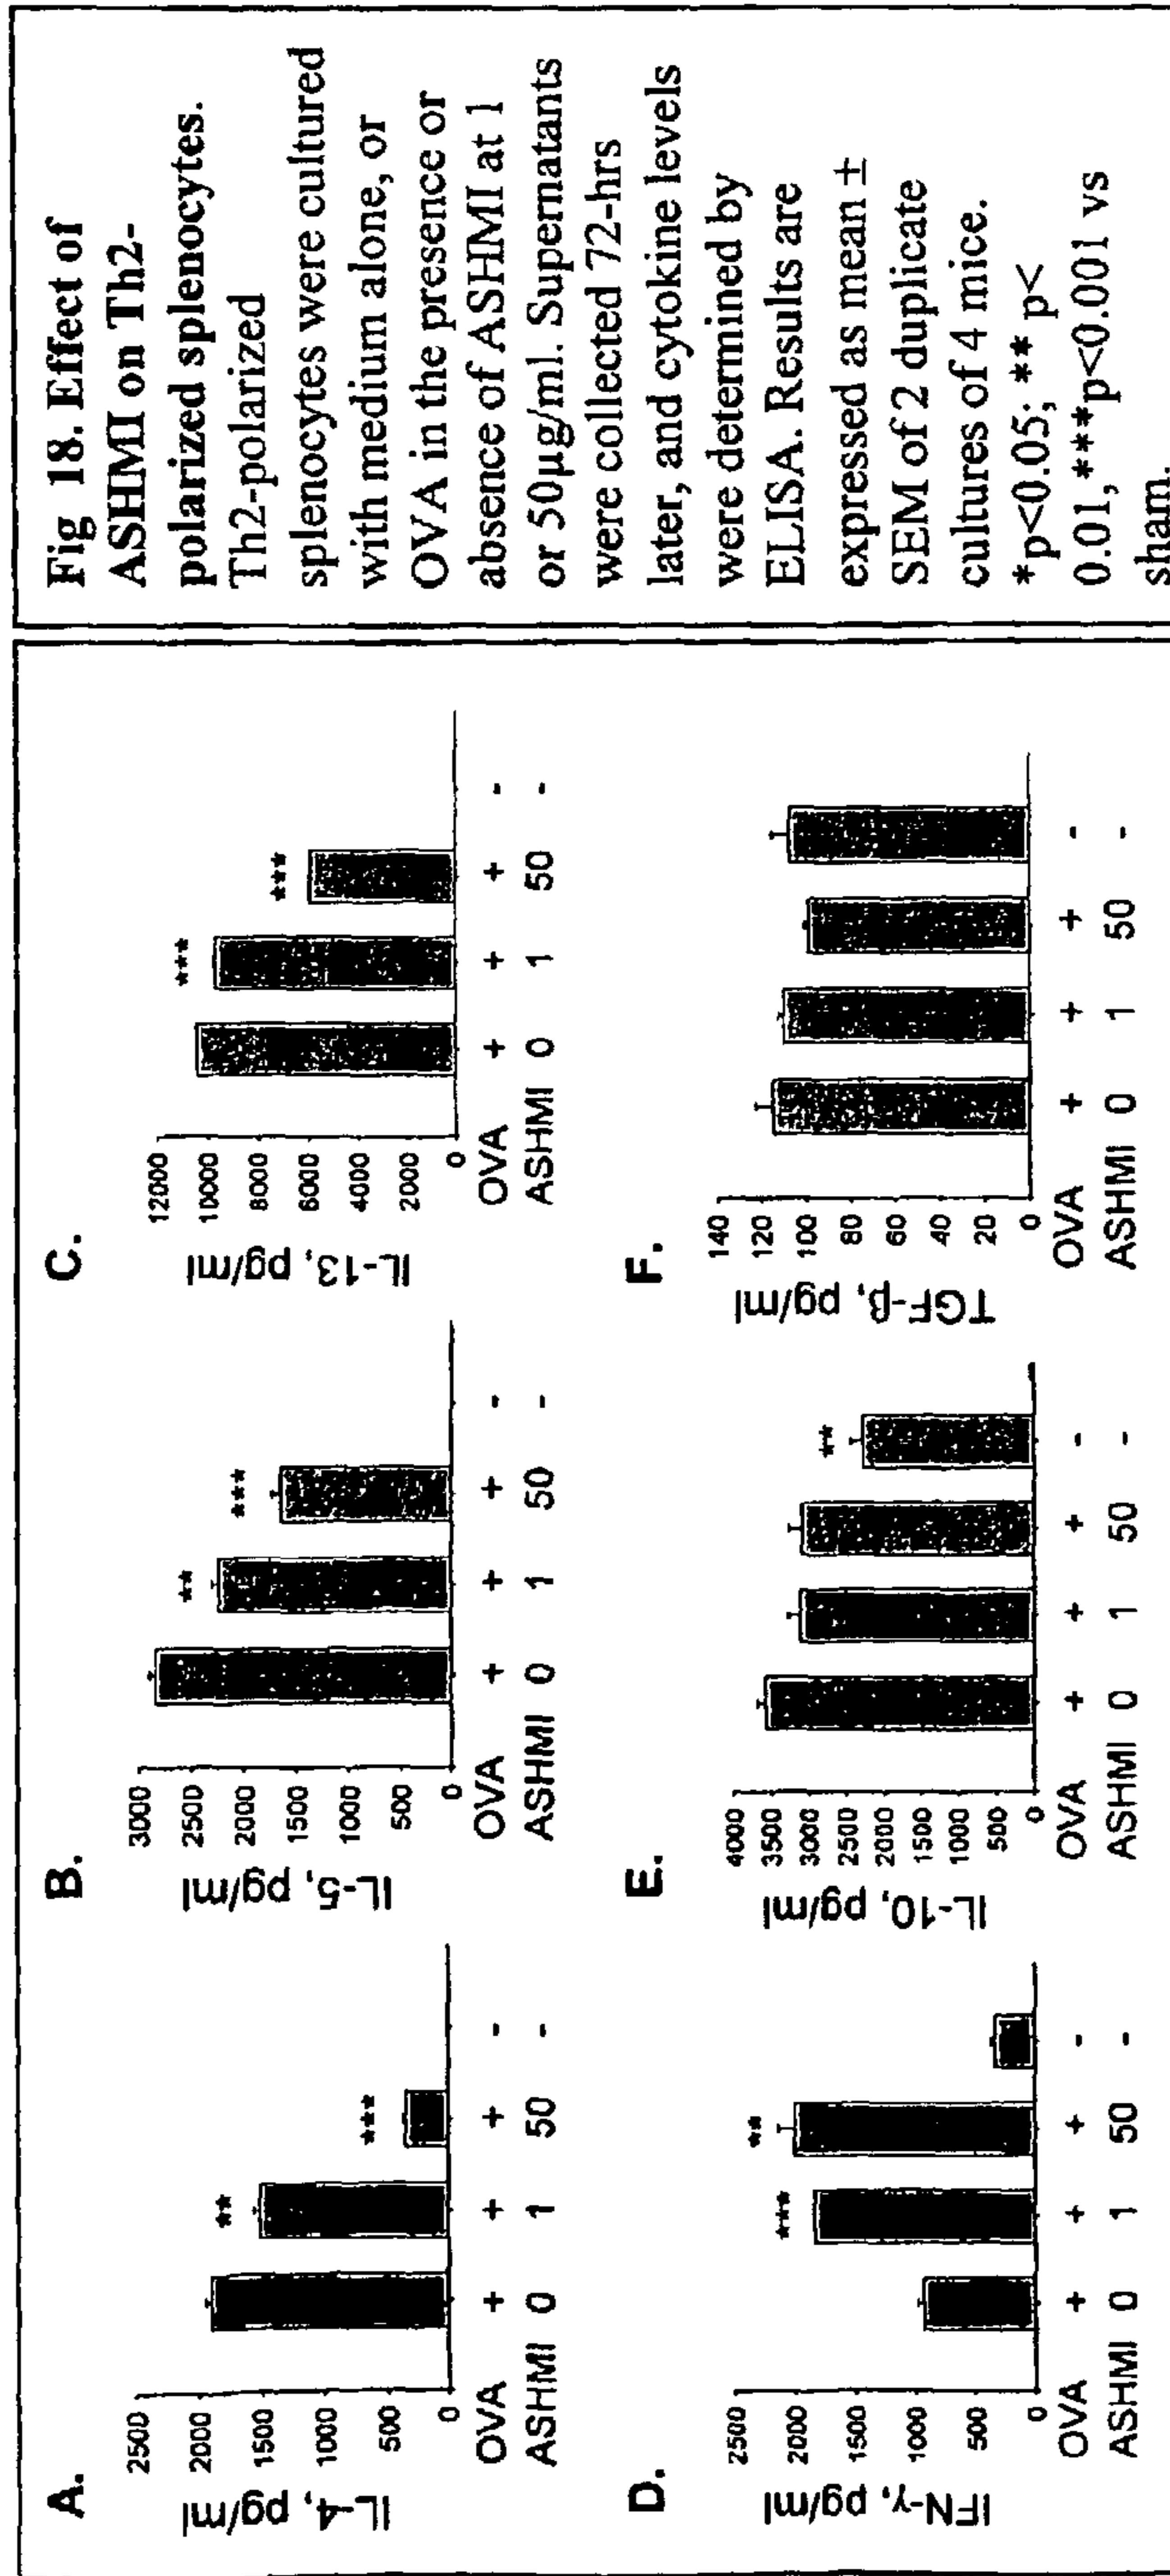 A.
IL-4, pg/ml
2500
2000
1500
1000
500
0
OVA + + + -
ASHMI 0 1 50 -
** ***
B.
IL-5, pg/ml
3000
2500
2000
1500
1000
500
0
OVA + + + -
ASHMI 0 1 50 -
** ***
C.
IL-13, pg/ml
12000
10000
8000
6000
4000
2000
0
OVA + + + -
ASHMI 0 1 50 -
*** ***
D.
IFN-γ, pg/ml
2500
2000
1500
1000
500
0
OVA + + + -
ASHMI 0 1 50 -
*** **
E.
IL-10, pg/ml
4000
3500
3000
2500
2000
1500
1000
500
0
OVA + + + -
ASHMI 0 1 50 -
**
F.
TGF-β, pg/ml
140
120
100
80
60
40
20
0
OVA + + + -
ASHMI 0 1 50 -
Fig 18. Effect of
ASHMI on Th2-
polarized splenocytes.
Th2-polarized
splenocytes were cultured
with medium alone, or
OVA in the presence or
absence of ASHMI at 1
or 50µg/ml. Supernatants
were collected 72-hrs
later, and cytokine levels
were determined by
ELISA. Results are
expressed as mean ±
SEM of 2 duplicate
cultures of 4 mice.
*p<0.05; ** p<
0.01, ***p<0.001 vs
sham.